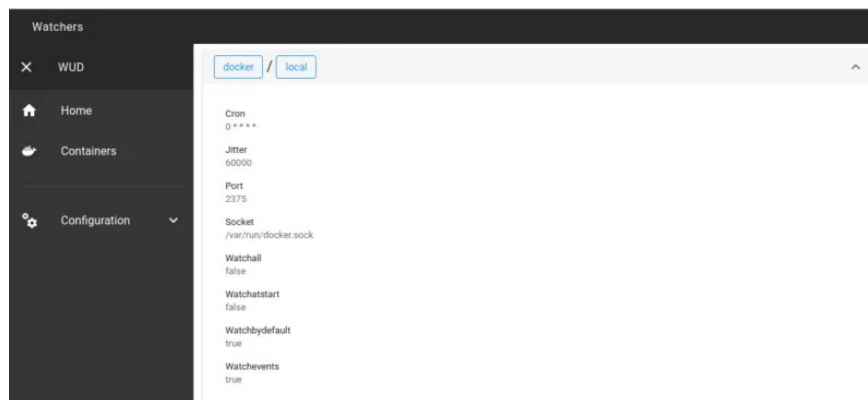 Watchers
WUD
Home
Containers
Configuration
docker / local
Cron
0 * * * *
Jitter
60000
Port
2375
Socket
/var/run/docker.sock
Watchall
false
Watchatstart
false
Watchbydefault
true
Watchevents
true